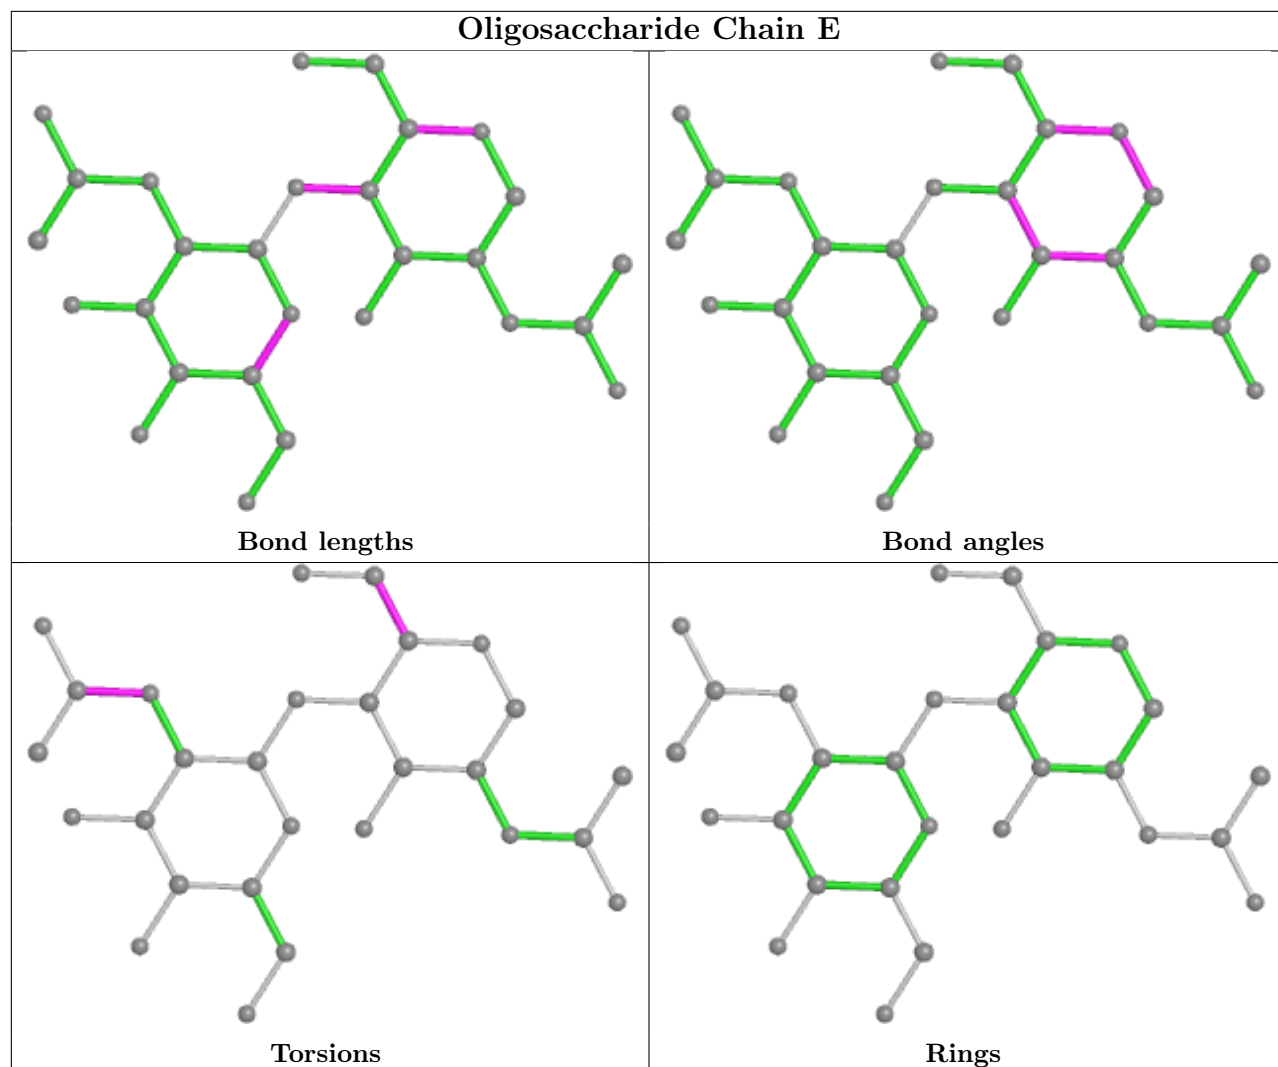 Oligosaccharide Chain E
Bond lengths
Bond angles
Torsions
Rings